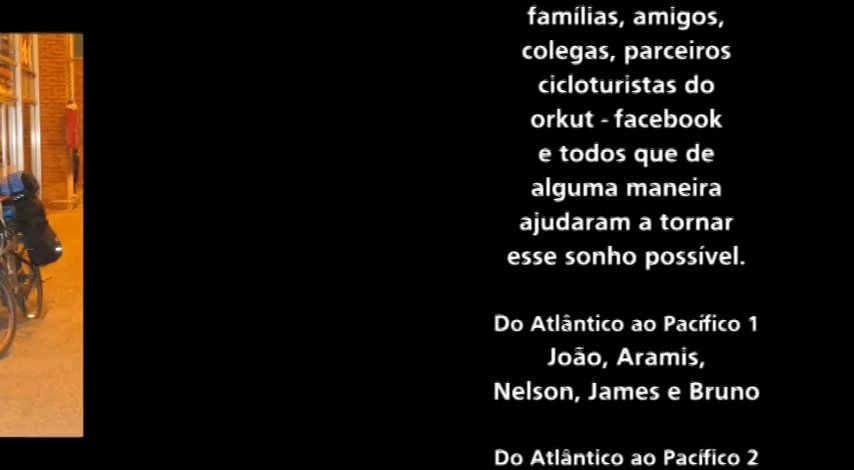 famílias, amigos,
colegas, parceiros
cicloturistas do
orkut - facebook
e todos que de
alguma maneira
ajudaram a tornar
esse sonho possível.
Do Atlântico ao Pacífico 1
João, Aramis,
Nelson, James e Bruno
Do Atlântico ao Pacífico 2